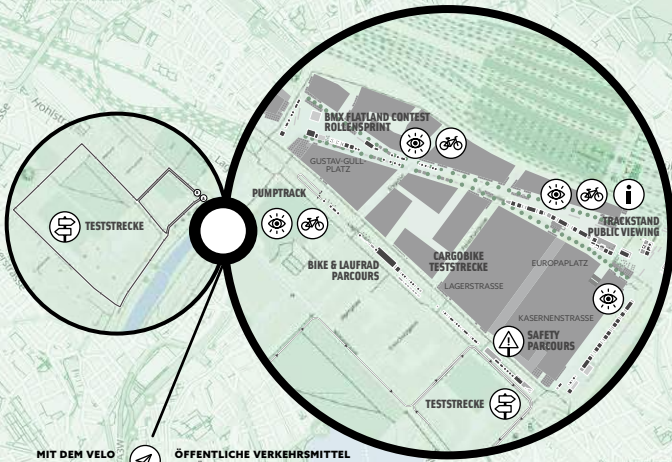 Hohlstrasse
BMX FLATLAND CONTEST
ROLLENSPRINT
GUSTAV-GULL-
PLATZ
PUMPTRACK
TESTSTRECKE
i
TRACKSTAND
PUBLIC VIEWING
CARGOBIKE
TESTSTRECKE
BIKE & LAUFRAD
PARCOURS
EUROPAPLATZ
LAGERSTRASSE
KASERNENSTRASSE
SAFETY
PARCOURS
TESTSTRECKE
MIT DEM VELO
ÖFFENTLICHE VERKEHRSMITTEL